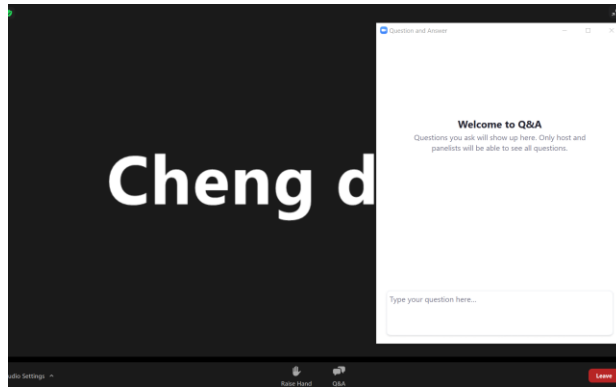 Question and Answer
Welcome to Q&A
Questions you ask will show up here. Only host and
panelists will be able to see all questions.
Cheng d
Type your question here...
udio Settings
Raise Hand
Q&A
Leave